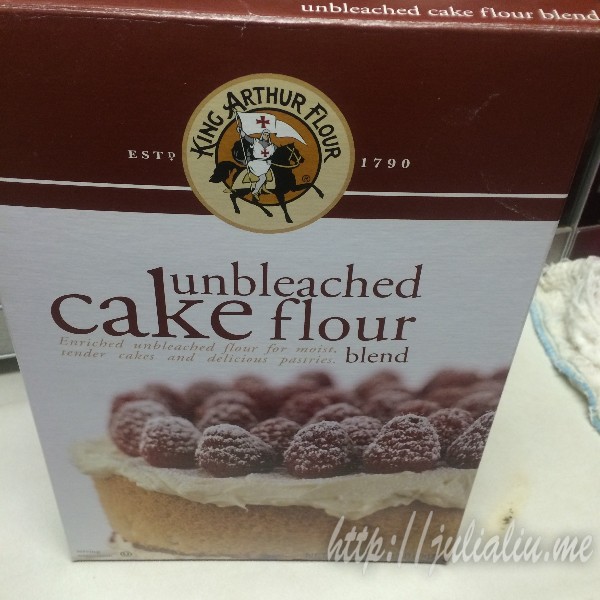 unbleached cake flour blend
KING ARTHUR FLOUR
ESTD 1790
unbleached
cake flour
blend
Enriched unbleached flour for moist,
tender cakes and delicious pastries.
http://julialiu.me